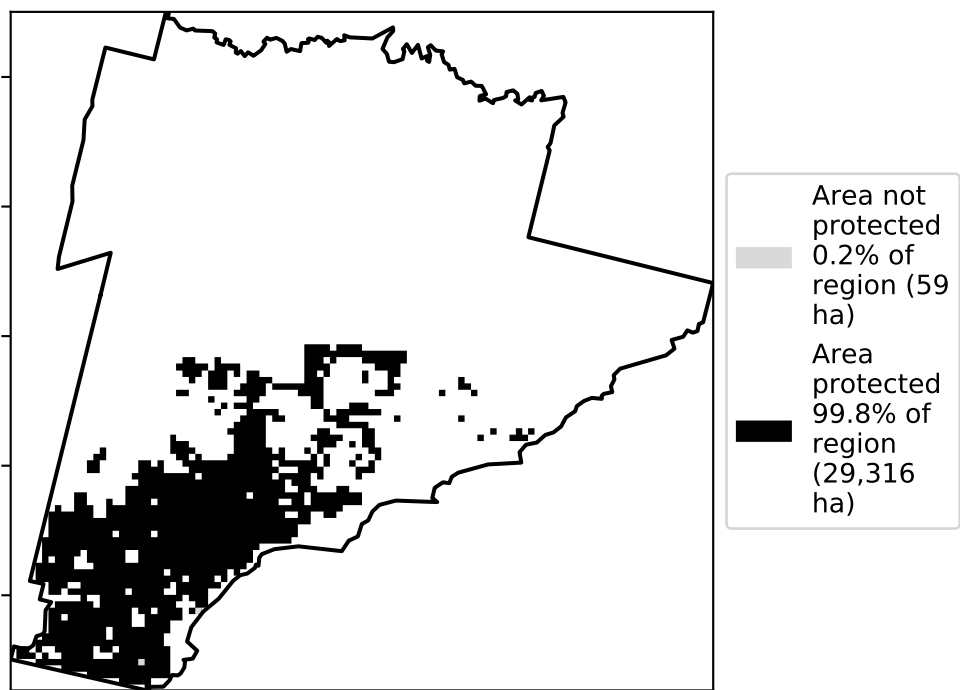 Area not
protected
0.2% of
region (59
ha)
Area
protected
99.8% of
region
(29,316
ha)